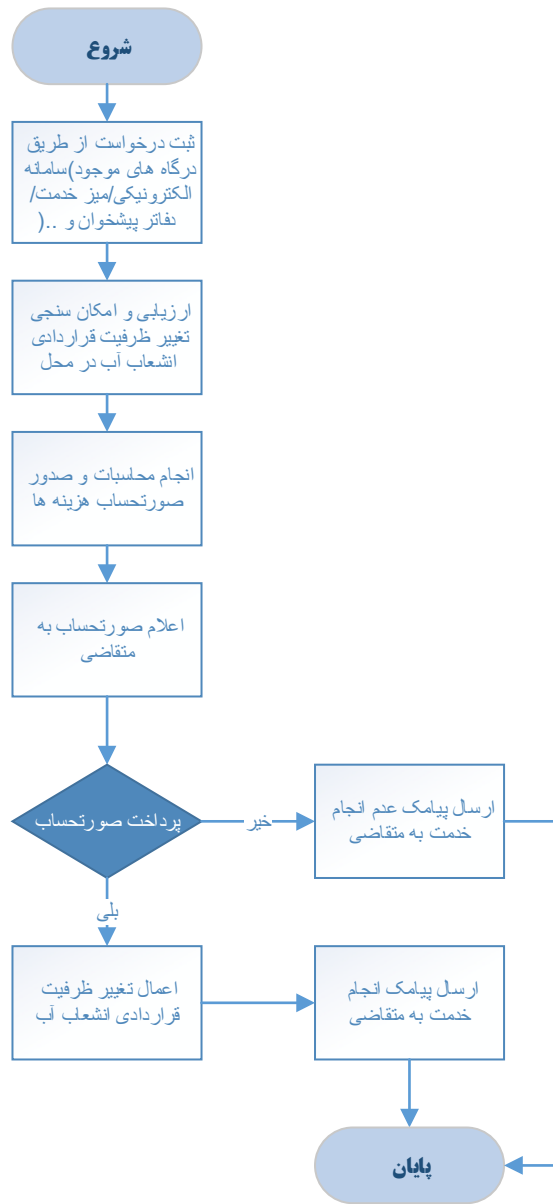 شروع
ثبت درخواست از طریق
درگاه های موجود)سامانه
الکترونیکی/میز خدمت/
دفاتر پیشخوان و ..(
ارزیابی و امکان سنجی
تغییر ظرفیت قراردادی
انشعاب آب در محل
انجام محاسبات و صدور
صورتحساب هزینه ها
اعلام صورتحساب به
متقاضی
پرداخت صورتحساب
خیر
ارسال پیامک عدم انجام
خدمت به متقاضی
بلی
اعمال تغییر ظرفیت
قراردادی انشعاب آب
ارسال پیامک انجام
خدمت به متقاضی
پایان